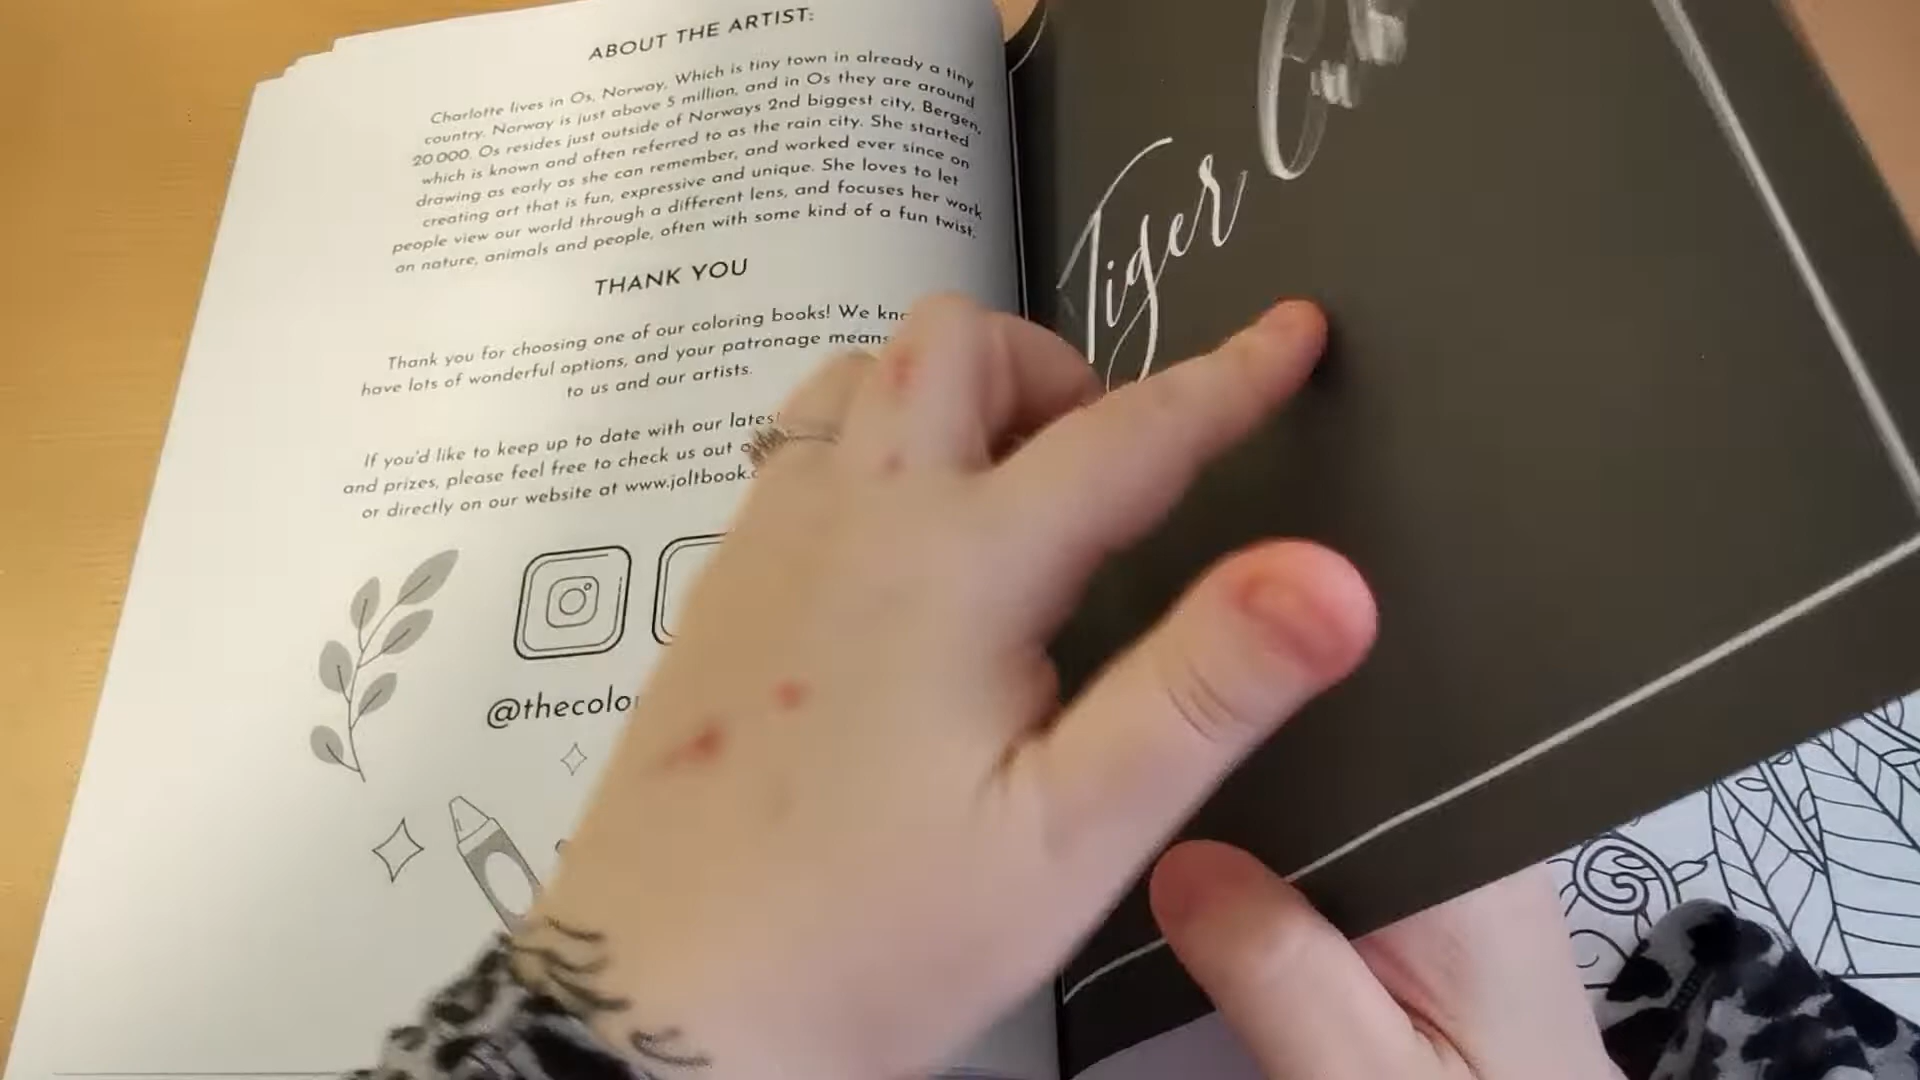 ABOUT THE ARTIST:
Charlotte lives in Os, Norway. Which is tiny town in already a tiny
country. Norway is just above 5 million, and in Os they are around
20 000. Os resides just outside of Norways 2nd biggest city, Bergen,
which is known and often referred to as the rain city. She started
drawing as early as she can remember, and worked ever since on
creating art that is fun, expressive and unique. She loves to let
people view our world through a different lens, and focuses her work
on nature, animals and people, often with some kind of a fun twist.
THANK YOU
Thank you for choosing one of our coloring books! We
have lots of wonderful options, and your patronage means
to us and our artists.
If you'd like to keep up to date with our
and prizes, please feel free to check us out
or directly on our website at www.joltbook.
@thecolo
Tiger